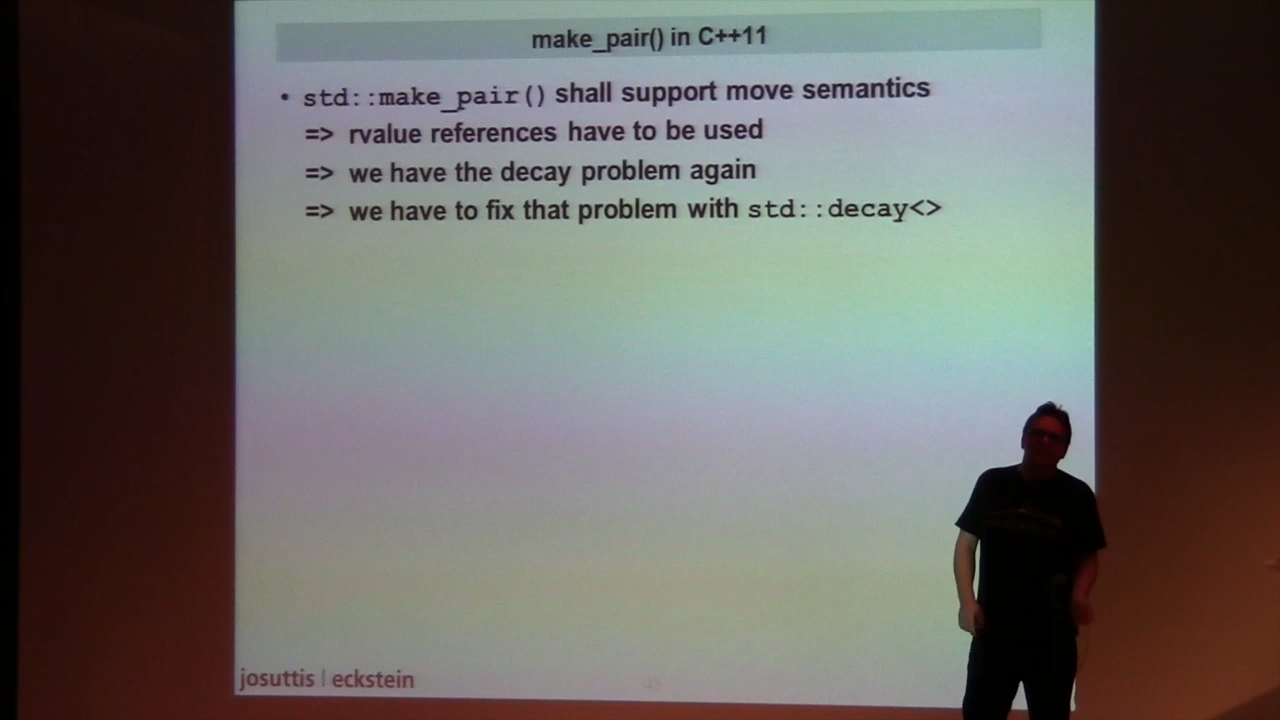 make_pair() in C++11
• std::make_pair() shall support move semantics
=> rvalue references have to be used
=> we have the decay problem again
=> we have to fix that problem with std::decay<>
josuttis | eckstein
45